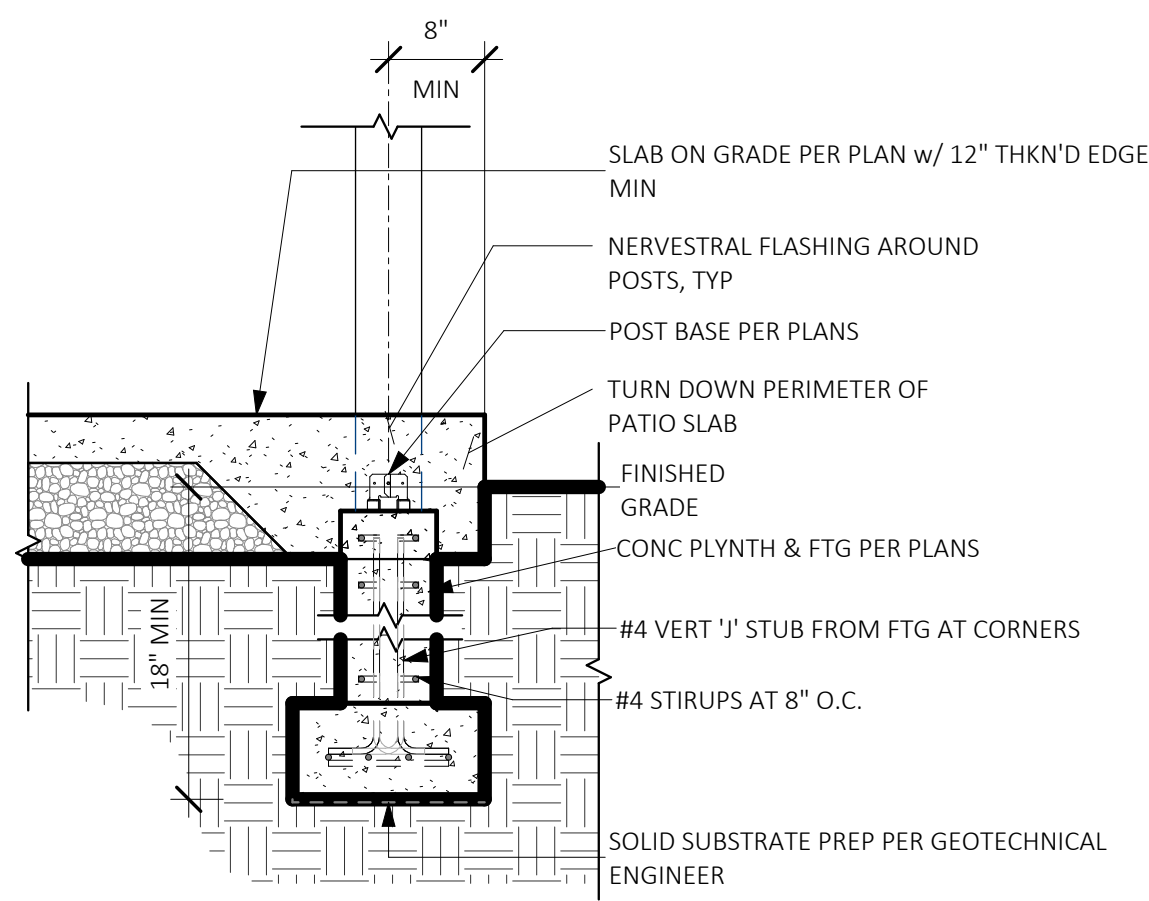 8"
MIN
SLAB ON GRADE PER PLAN w/ 12" THKN'D EDGE
MIN
NERVESTRAL FLASHING AROUND
POSTS, TYP
POST BASE PER PLANS
TURN DOWN PERIMETER OF
PATIO SLAB
FINISHED
GRADE
CONC PLYNTH & FTG PER PLANS
18" MIN
#4 VERT 'J' STUB FROM FTG AT CORNERS
#4 STIRUPS AT 8" O.C.
SOLID SUBSTRATE PREP PER GEOTECHNICAL
ENGINEER